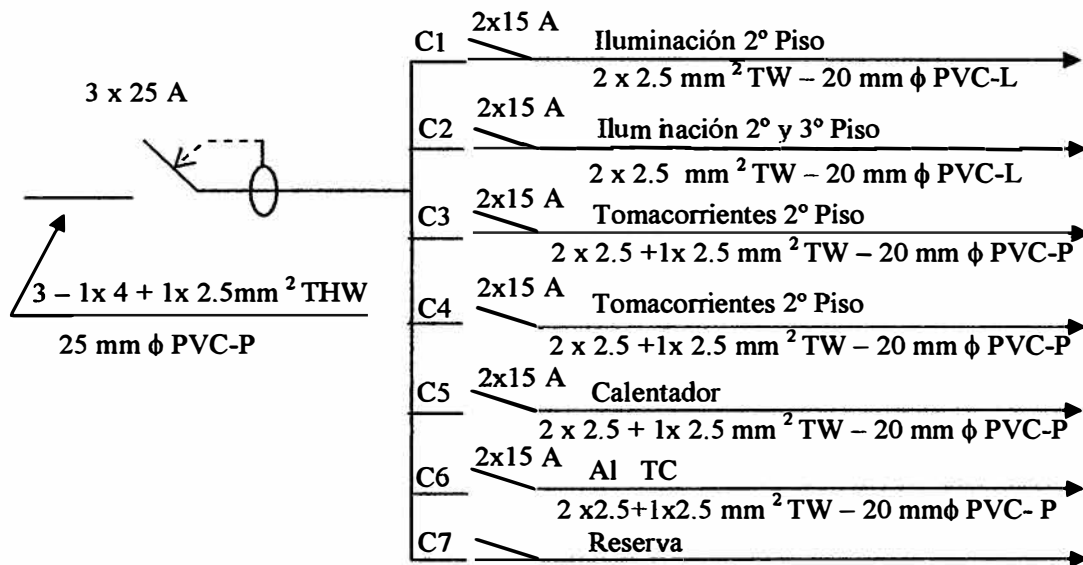 3 x 25 A
3 – 1x 4 + 1x 2.5mm ² THW
25 mm ϕ PVC-P
C1 2x15 A Iluminación 2º Piso
2 x 2.5 mm ² TW – 20 mm ϕ PVC-L
C2 2x15 A Ilum nación 2º y 3º Piso
2 x 2.5 mm ² TW – 20 mm ϕ PVC-L
C3 2x15 A Tomacorrientes 2º Piso
2 x 2.5 +1x 2.5 mm ² TW – 20 mm ϕ PVC-P
C4 2x15 A Tomacorrientes 2º Piso
2 x 2.5 +1x 2.5 mm ² TW – 20 mm ϕ PVC-P
C5 2x15 A Calentador
2 x 2.5 + 1x 2.5 mm ² TW – 20 mm ϕ PVC-P
C6 2x15 A Al TC
2 x2.5+1x2.5 mm ² TW – 20 mmϕ PVC- P
C7 Reserva